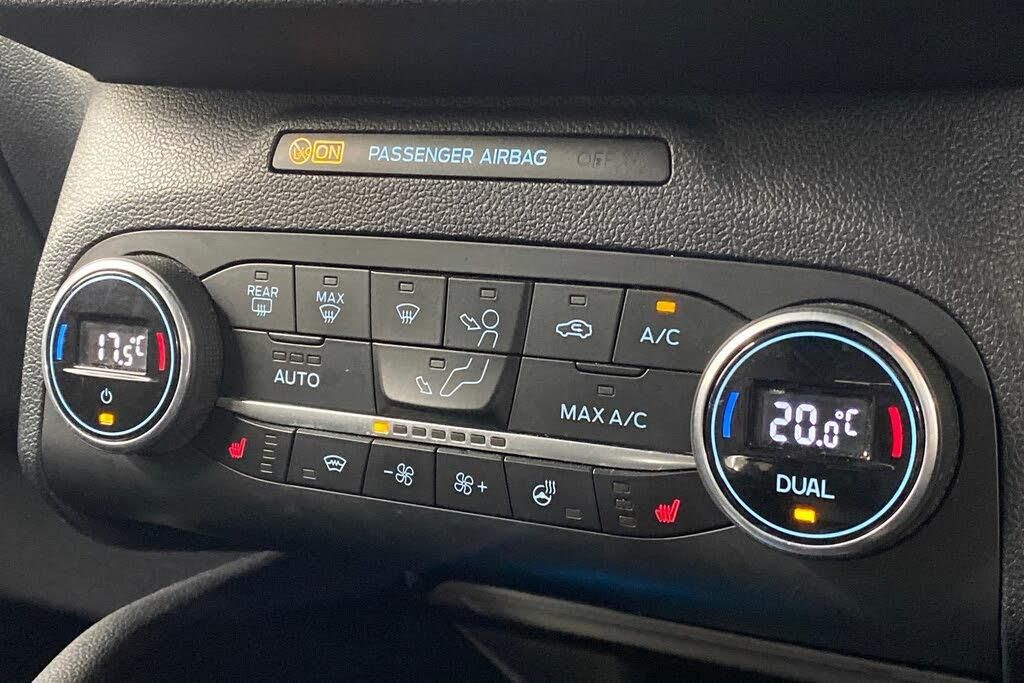 ON PASSENGER AIRBAG OFF
REAR
MAX
A/C
17.5°C
AUTO
MAX A/C
20.0°C
DUAL
- +